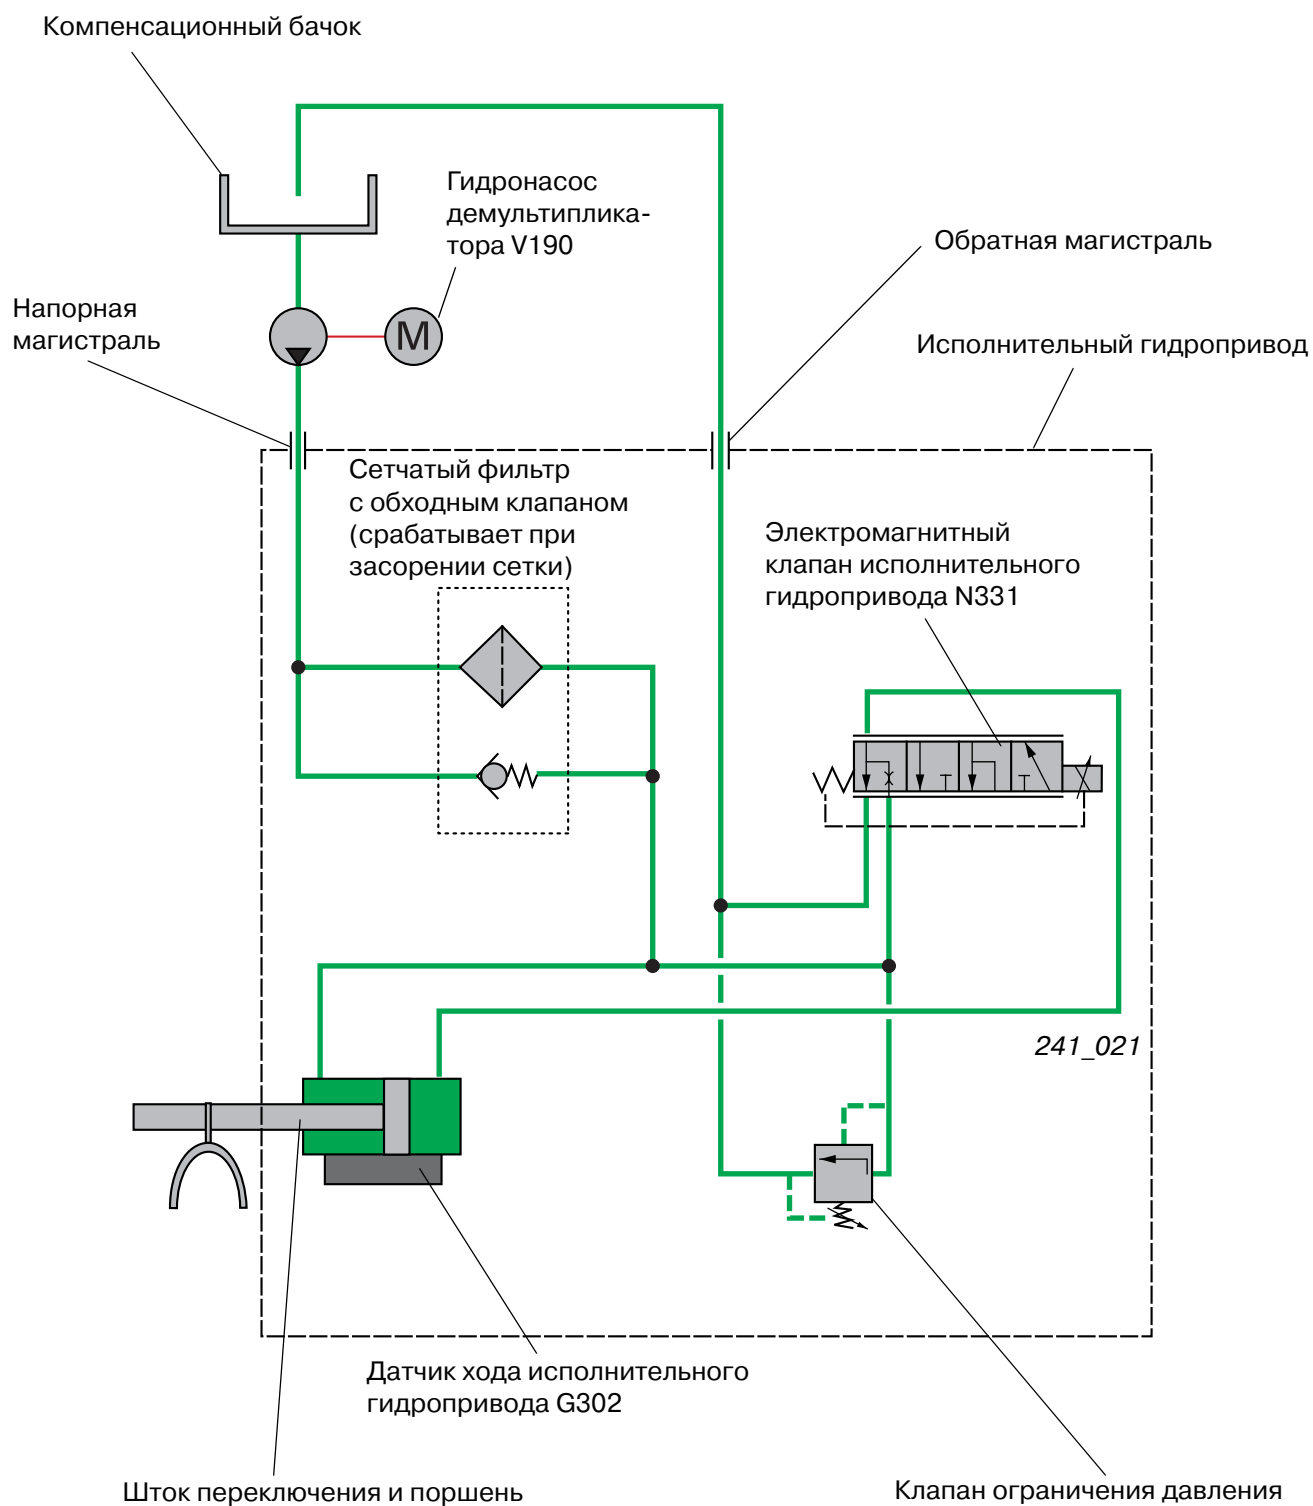 Компенсационный бачок
Гидронасос
демультиплика-
тора V190
Обратная магистраль
Напорная
магистраль
M
Исполнительный гидропривод
Сетчатый фильтр
с обходным клапаном
(срабатывает при
засорении сетки)
Электромагнитный
клапан исполнительного
гидропривода N331
241_021
Датчик хода исполнительного
гидропривода G302
Шток переключения и поршень
Клапан ограничения давления